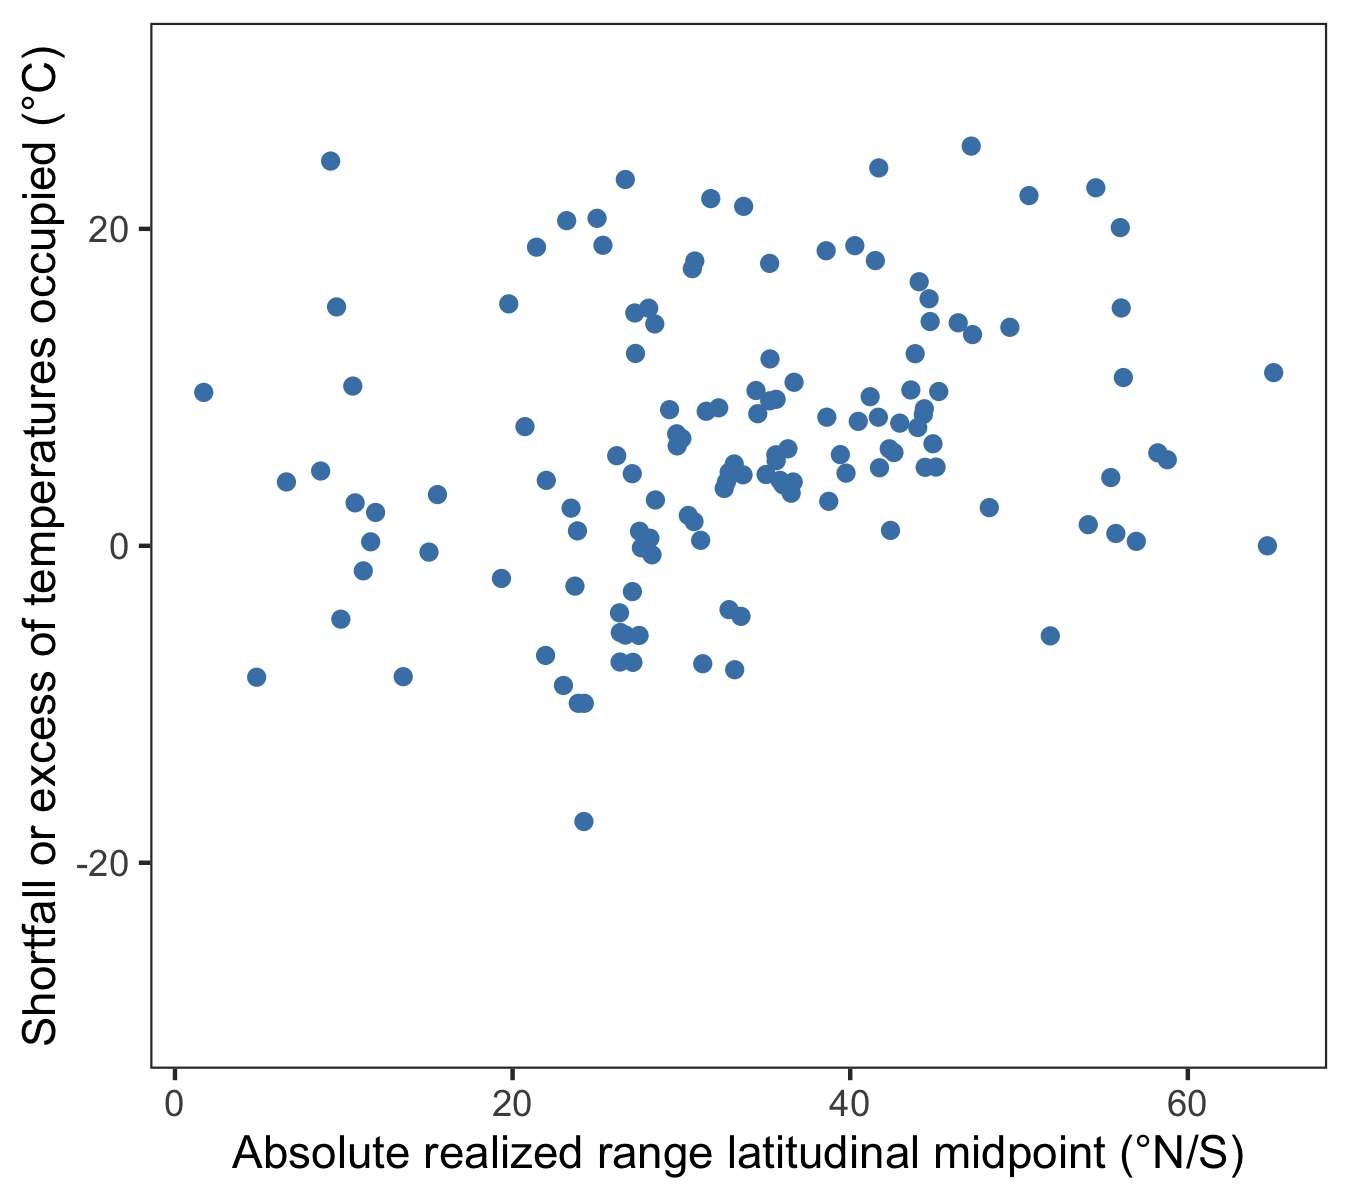 Shortfall or excess of temperatures occupied (°C)
20
0
-20
0 20 40 60
Absolute realized range latitudinal midpoint (°N/S)